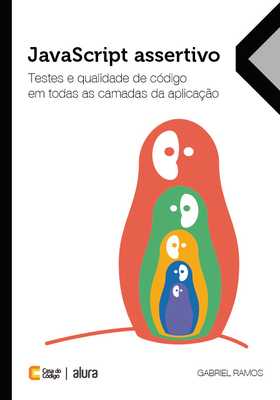 JavaScript assertivo
Testes e qualidade de código
em todas as camadas da aplicação
Casa do
Código
alura
GABRIEL RAMOS